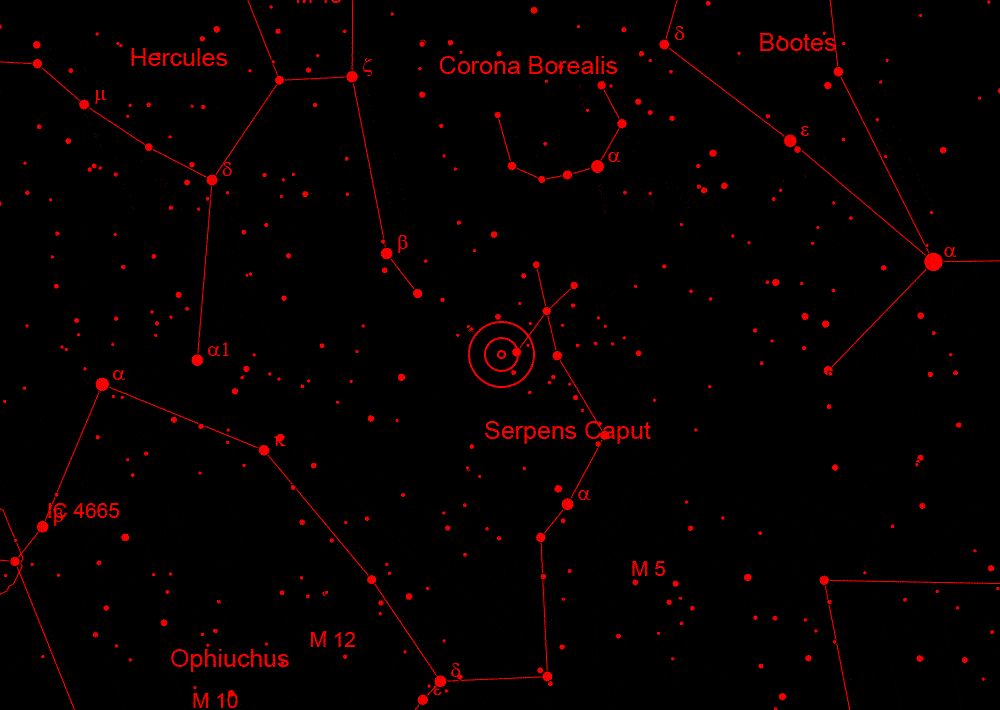 δ
Bootes
Hercules
ζ
Corona Borealis
μ
ε
α
δ
β
α
α1
α
κ
Serpens Caput
α
IC 4665
β
M 5
M 12
Ophiuchus
δ
ε
M 10